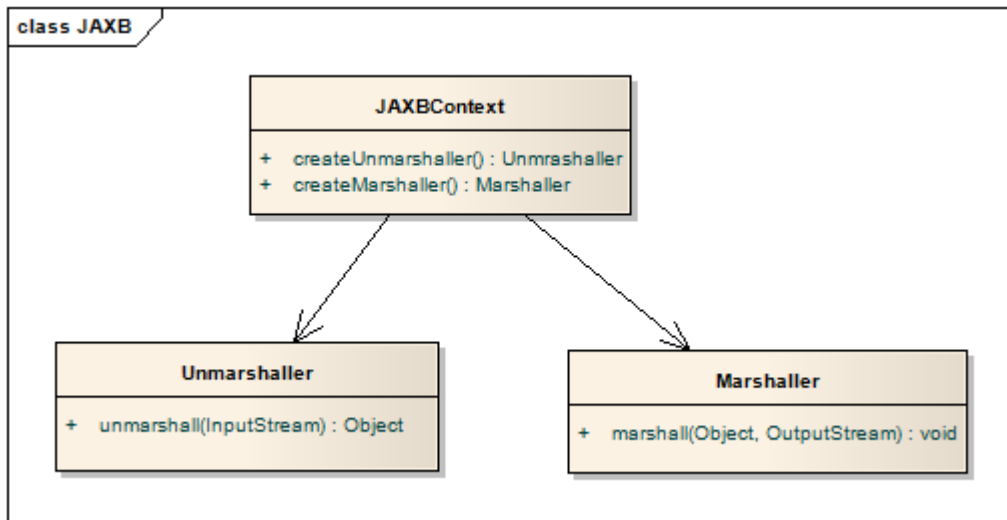 class JAXB
JAXBContext
+ createUnmarshaller() : Unmrashaller
+ createMarshaller() : Marshaller
Unmarshaller
+ unmarshall(InputStream) : Object
Marshaller
+ marshall(Object, OutputStream) : void